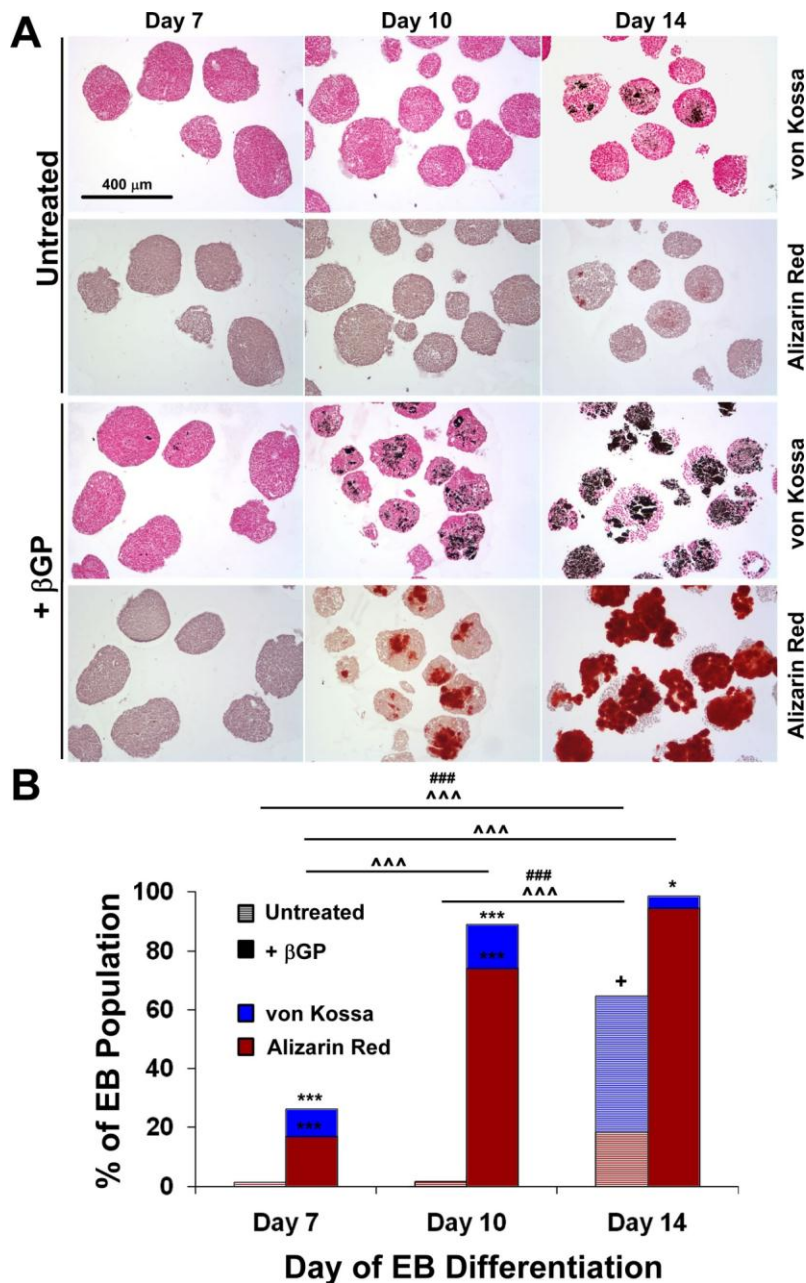 A
Day 7
Day 10
Day 14
Untreated
von Kossa
400 μm
Alizarin Red
+ βGP
von Kossa
Alizarin Red
B
###
^^^
^^^
^^^
###
^^^
% of EB Population
100
80
60
40
20
0
Untreated
+ βGP
von Kossa
Alizarin Red
***
***
***
***
+
*
Day 7
Day 10
Day 14
Day of EB Differentiation